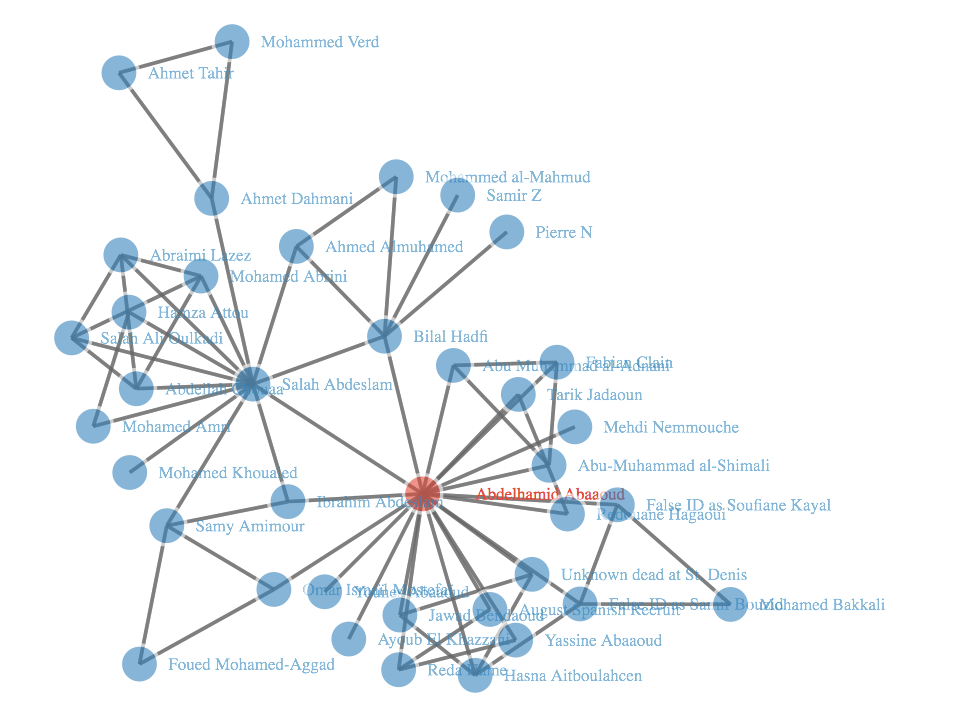 Mohammed Verd
Ahmet Tahir
Mohammed al-Mahmud
Samir Z
Ahmet Dahmani
Pierre N
Ahmed Almuhamed
Abraimi Lazez
Mohamed Abrini
Hamza Attou
Bilal Hadfi
Salah Ali Oulkadi
Fabian Clain
Abu Muhammad al-Adnani
Salah Abdeslam
Abdellah
Tarik Jadaoun
Mohamed Amri
Mehdi Nemmouche
Abu-Muhammad al-Shimali
Mohamed Khoualed
Abdelhamid Abaaoud
Ibrahim Abdeslam
False ID as Soufiane Kayal
Redouane Hagaoui
Samy Amimour
Unknown dead at St. Denis
Omar Ismail Mostefai
Younes Abaaoud
False ID as Samir Bouzid
Mohamed Bakkali
August Spanish Recruit
Jawad Bendaoud
Ayoub El Khazzani
Yassine Abaaoud
Foued Mohamed-Aggad
Reda Hame
Hasna Aitboulahcen